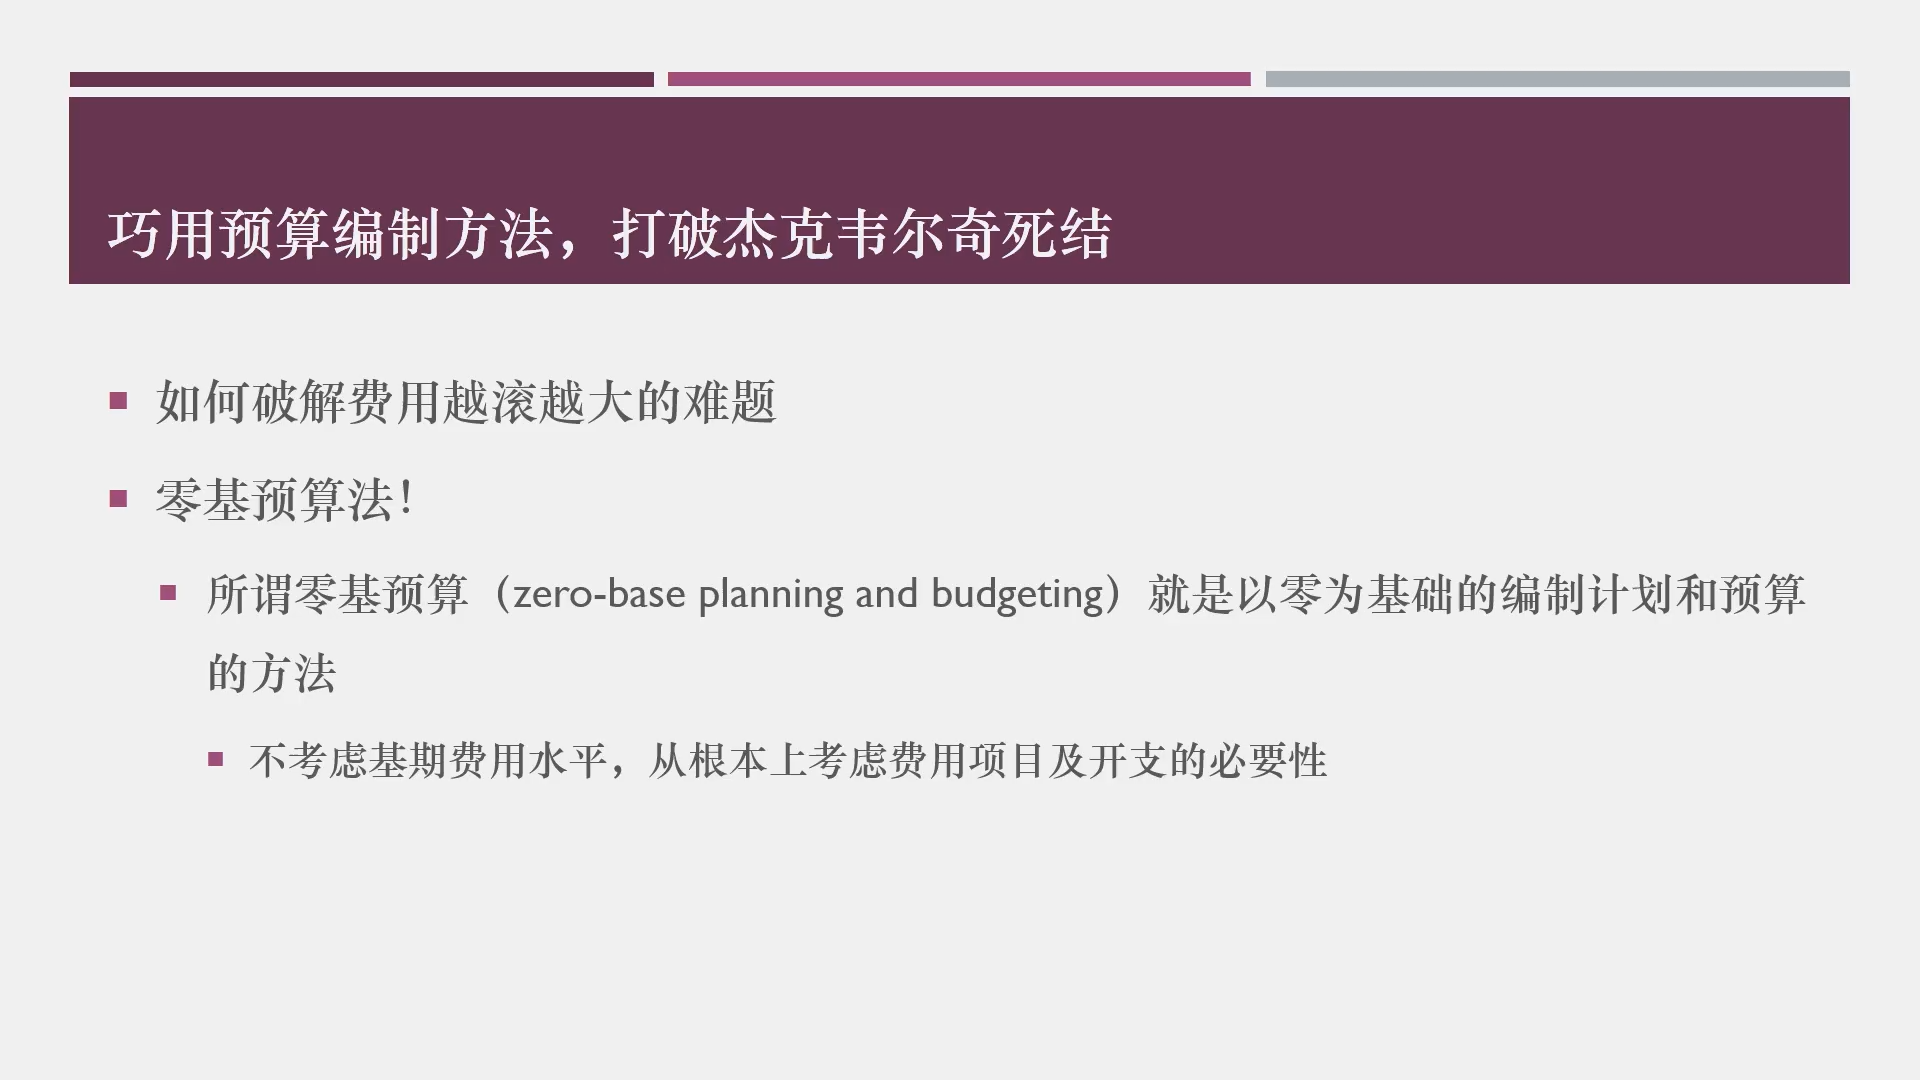 巧用预算编制方法，打破杰克韦尔奇死结
如何破解费用越滚越大的难题
零基预算法！
所谓零基预算（zero-base planning and budgeting）就是以零为基础的编制计划和预算
的方法
不考虑基期费用水平，从根本上考虑费用项目及开支的必要性